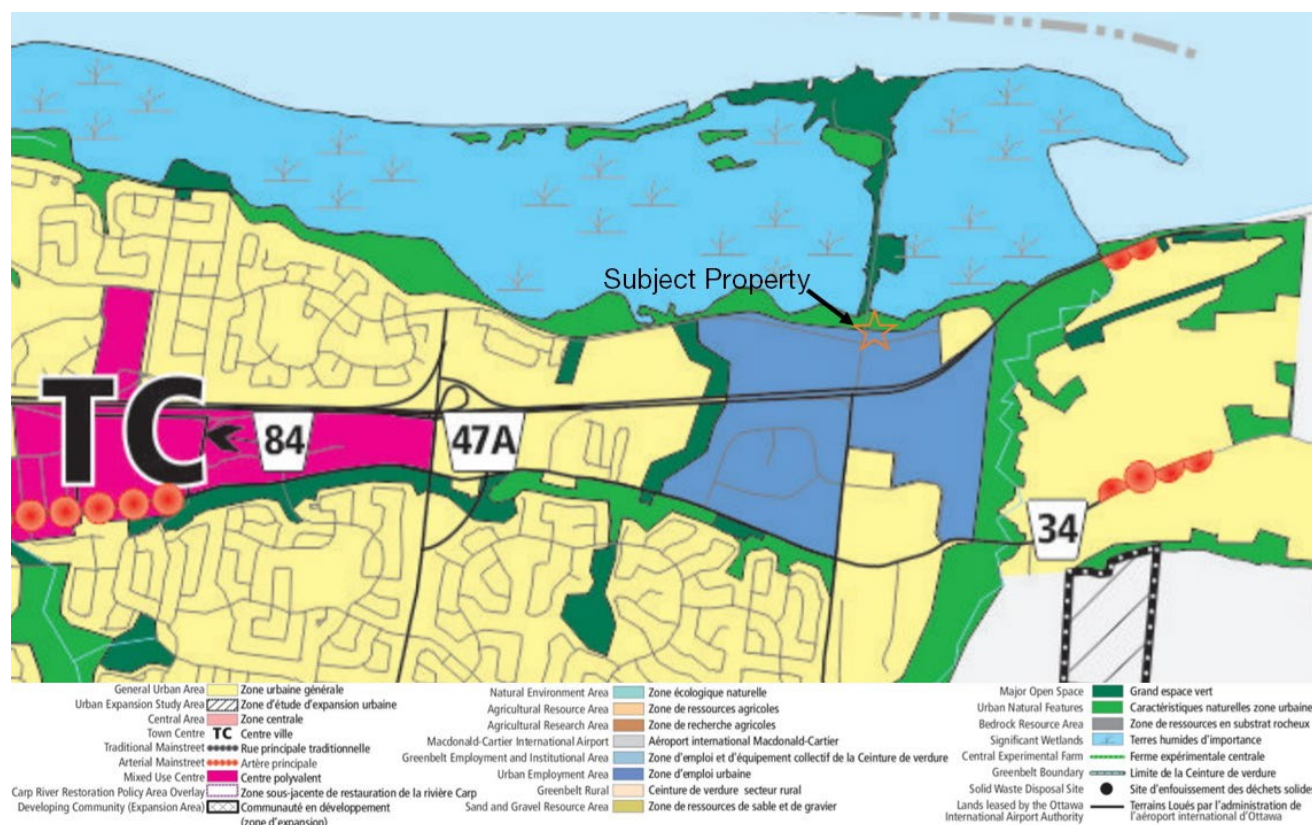 Subject Property
TC
84
47A
34
General Urban Area Zone urbaine générale
Urban Expansion Study Area Zone d'étude d'expansion urbaine
Central Area Zone centrale
Town Centre TC Centre ville
Traditional Mainstreet Rue principale traditionnelle
Arterial Mainstreet Artère principale
Mixed Use Centre Centre polyvalent
Carp River Restoration Policy Area Overlay Zone sous-jacente de restauration de la rivière Carp
Developing Community (Expansion Area) Communauté en développement
(zone d'expansion)
Natural Environment Area Zone écologique naturelle
Agricultural Resource Area Zone de ressources agricoles
Agricultural Research Area Zone de recherche agricoles
Macdonald-Cartier International Airport Aéroport international Macdonald-Cartier
Greenbelt Employment and Institutional Area Zone d'emploi et d'équipement collectif de la Ceinture de verdure
Urban Employment Area Zone d'emploi urbaine
Greenbelt Rural Ceinture de verdure secteur rural
Sand and Gravel Resource Area Zone de ressources de sable et de gravier
Major Open Space Grand espace vert
Urban Natural Features Caractéristiques naturelles zone urbaine
Bedrock Resource Area Zone de ressources en substrat rocheux
Significant Wetlands Terres humides d'importance
Central Experimental Farm Ferme expérimentale centrale
Greenbelt Boundary Limite de la Ceinture de verdure
Solid Waste Disposal Site Site d'enfouissement des déchets solides
Lands leased by the Ottawa Terrains Loués par l'administration de
International Airport Authority l'aéroport international d'Ottawa